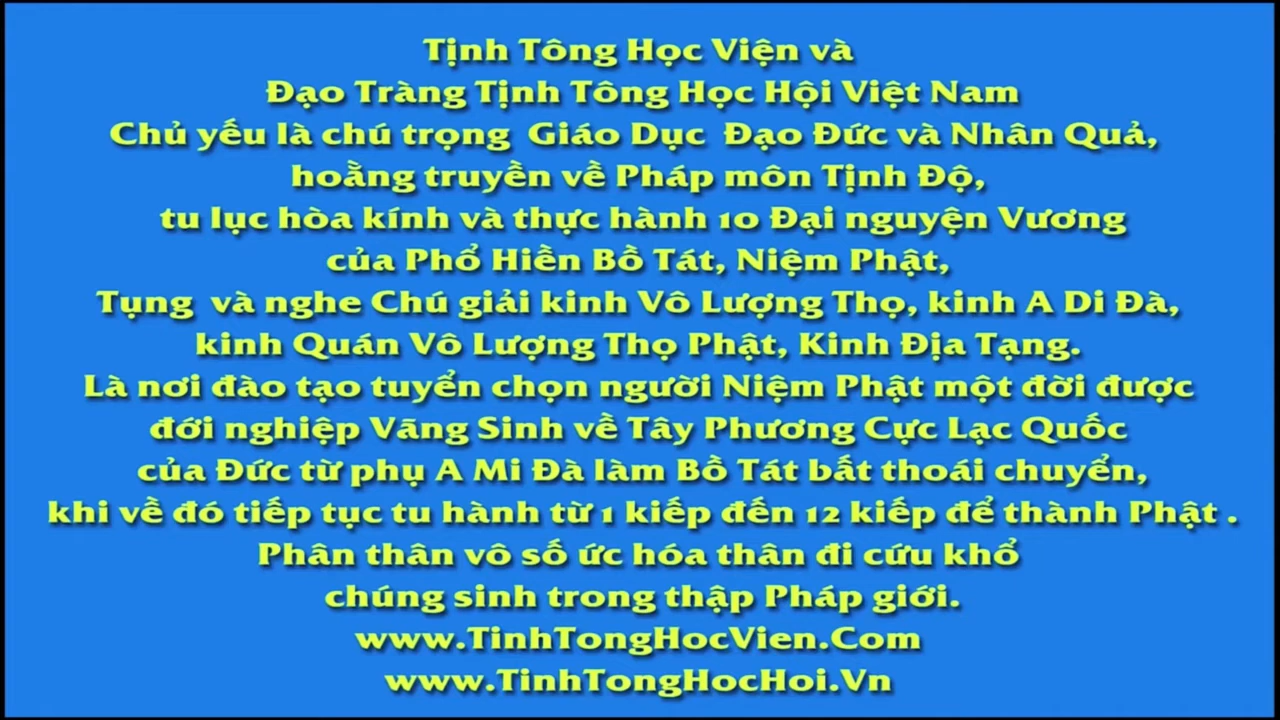 Tịnh Tông Học Viện và
Đạo Tràng Tịnh Tông Học Hội Việt Nam
Chủ yếu là chú trọng Giáo Dục Đạo Đức và Nhân Quả,
hoằng truyền về Pháp môn Tịnh Độ,
tu lục hòa kính và thực hành 10 Đại nguyện Vương
của Phổ Hiền Bồ Tát, Niệm Phật,
Tụng và nghe Chú giải kinh Vô Lượng Thọ, kinh A Di Đà,
kinh Quán Vô Lượng Thọ Phật, Kinh Địa Tạng.
Là nơi đào tạo tuyển chọn người Niệm Phật một đời được
đới nghiệp Vãng Sinh về Tây Phương Cực Lạc Quốc
của Đức từ phụ A Mi Đà làm Bồ Tát bất thoái chuyển,
khi về đó tiếp tục tu hành từ 1 kiếp đến 12 kiếp để thành Phật .
Phân thân vô số ức hóa thân đi cứu khổ
chúng sinh trong thập Pháp giới.
www.TinhTongHocVien.Com
www.TinhTongHocHoi.Vn